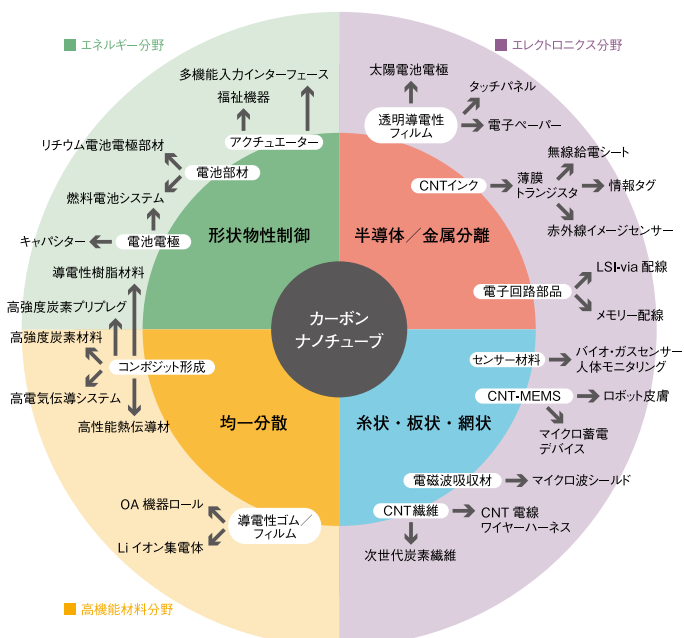 エネルギー分野
エレクトロニクス分野
多機能入力インターフェース
福祉機器
アクチュエーター
リチウム電池電極部材
電池部材
燃料電池システム
キャパシター
電池電極
形状物性制御
太陽電池電極
タッチパネル
透明導電性
フィルム
電子ペーパー
無線給電シート
CNTインク
薄膜
トランジスタ
情報タグ
赤外線イメージセンサー
半導体/金属分離
LSI-via 配線
電子回路部品
メモリー配線
カーボン
ナノチューブ
導電性樹脂材料
高強度炭素プリプレグ
高強度炭素材料
コンポジット形成
高電気伝導システム
高性能熱伝導材
均一分散
OA 機器ロール
導電性ゴム/
フィルム
Li イオン集電体
高機能材料分野
センサー材料
バイオ・ガスセンサー
人体モニタリング
CNT-MEMS
ロボット皮膚
マイクロ蓄電
デバイス
糸状・板状・網状
電磁波吸収材
マイクロ波シールド
CNT繊維
CNT 電線
ワイヤーハーネス
次世代炭素繊維